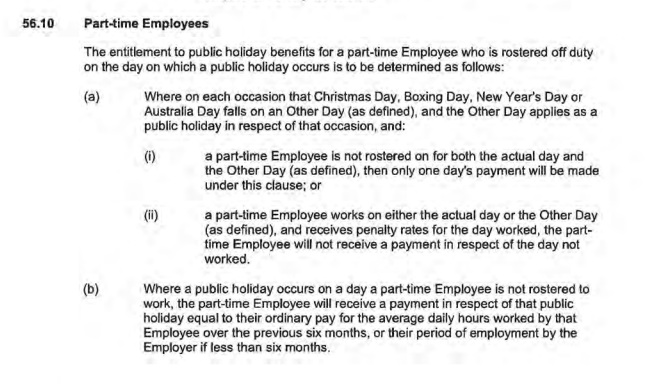 56.10 Part-time Employees
The entitlement to public holiday benefits for a part-time Employee who is rostered off duty
on the day on which a public holiday occurs is to be determined as follows:
(a) Where on each occasion that Christmas Day, Boxing Day, New Year's Day or
Australia Day falls on an Other Day (as defined), and the Other Day applies as a
public holiday in respect of that occasion, and:
(i) a part-time Employee is not rostered on for both the actual day and
the Other Day (as defined), then only one day's payment will be made
under this clause; or
(ii) a part-time Employee works on either the actual day or the Other Day
(as defined), and receives penalty rates for the day worked, the part-
time Employee will not receive a payment in respect of the day not
worked.
(b) Where a public holiday occurs on a day a part-time Employee is not rostered to
work, the part-time Employee will receive a payment in respect of that public
holiday equal to their ordinary pay for the average daily hours worked by that
Employee over the previous six months, or their period of employment by the
Employer if less than six months.